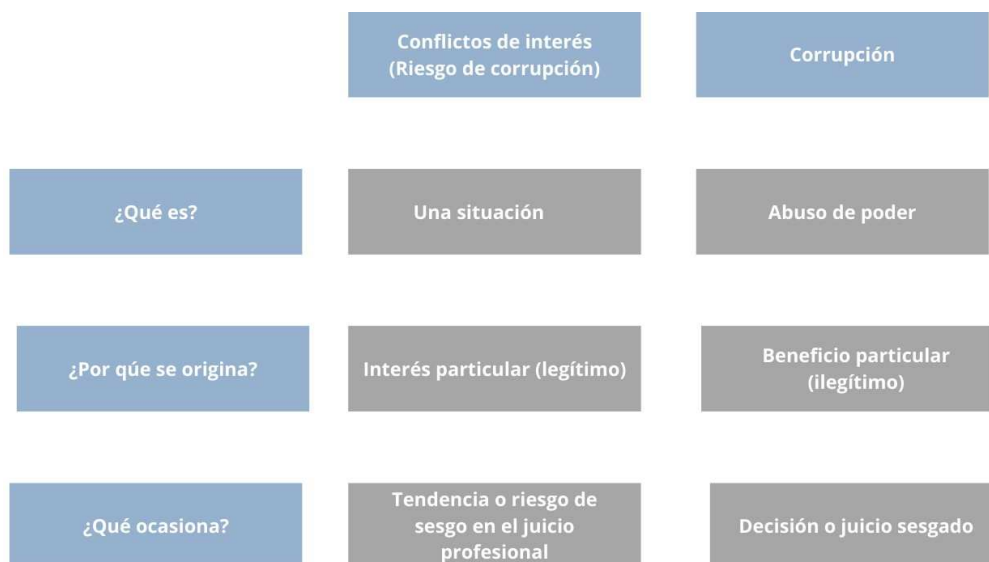 Conflictos de interés
(Riesgo de corrupción)
Corrupción
¿Qué es?
Una situación
Abuso de poder
¿Por qúe se origina?
Interés particular (legítimo)
Beneficio particular
(ilegítimo)
¿Qué ocasiona?
Tendencia o riesgo de
sesgo en el juicio
profesional
Decisión o juicio sesgado